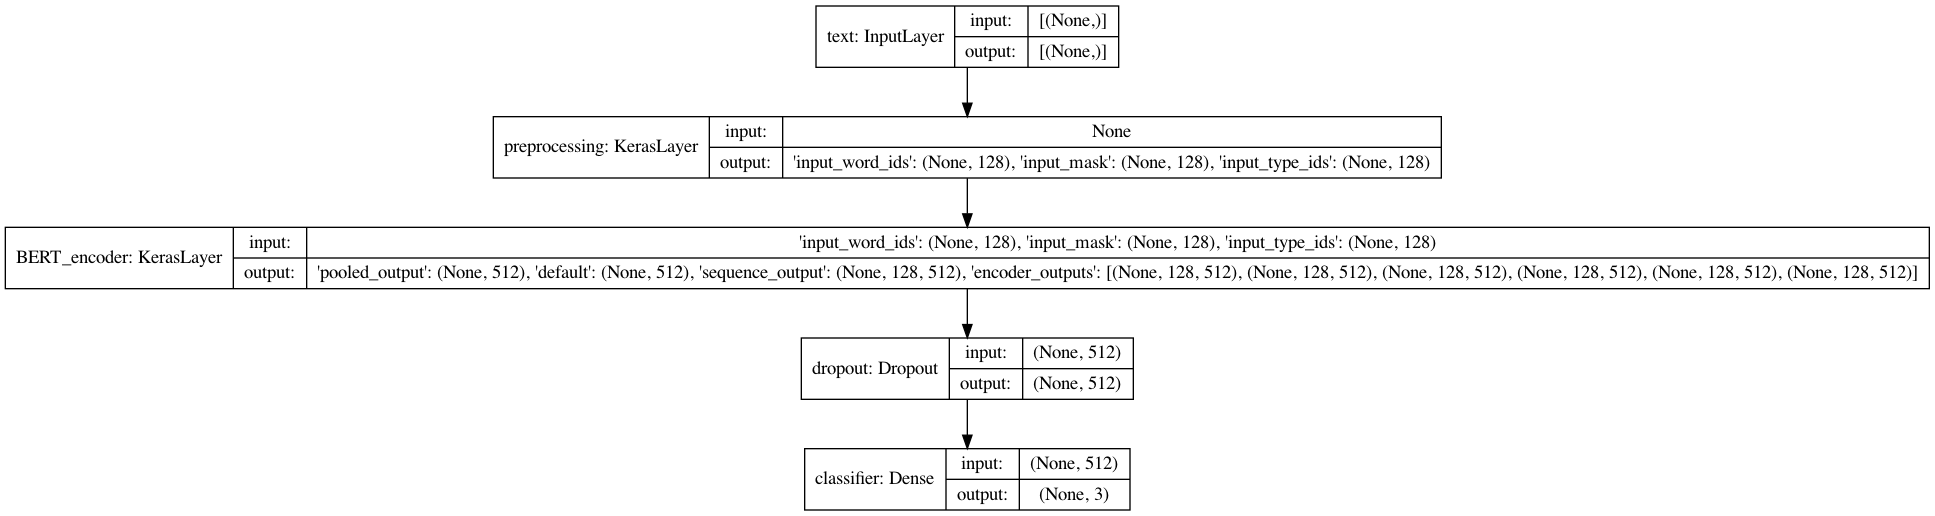 text: InputLayer
input: [(None,)]
output: [(None,)]
preprocessing: KerasLayer
input: None
output: 'input_word_ids': (None, 128), 'input_mask': (None, 128), 'input_type_ids': (None, 128)
BERT_encoder: KerasLayer
input: 'input_word_ids': (None, 128), 'input_mask': (None, 128), 'input_type_ids': (None, 128)
output: 'pooled_output': (None, 512), 'default': (None, 512), 'sequence_output': (None, 128, 512), 'encoder_outputs': [(None, 128, 512), (None, 128, 512), (None, 128, 512), (None, 128, 512), (None, 128, 512), (None, 128, 512)]
dropout: Dropout
input: (None, 512)
output: (None, 512)
classifier: Dense
input: (None, 512)
output: (None, 3)